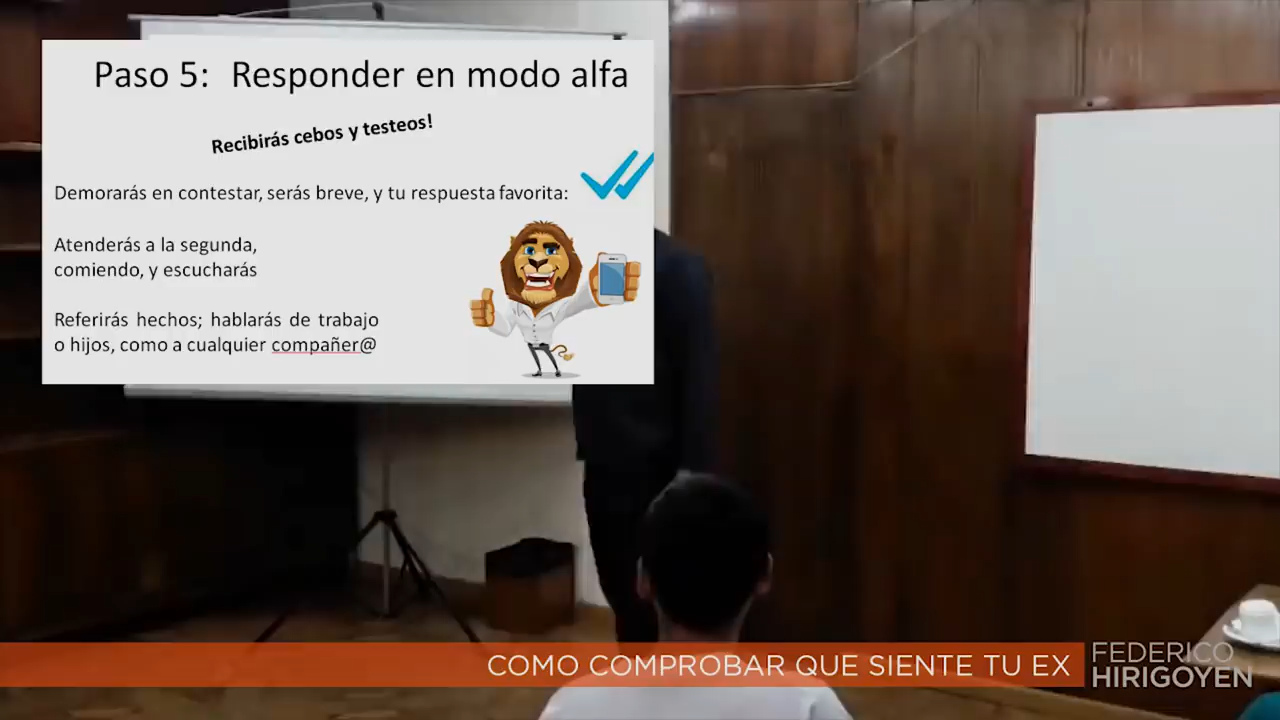 Paso 5: Responder en modo alfa
Recibirás cebos y testeos!
Demorarás en contestar, serás breve, y tu respuesta favorita:
Atenderás a la segunda,
comiendo, y escucharás
Referirás hechos; hablarás de trabajo
o hijos, como a cualquier compañer@
COMO COMPROBAR QUE SIENTE TU EX
FEDERICO
HIRIGOYEN